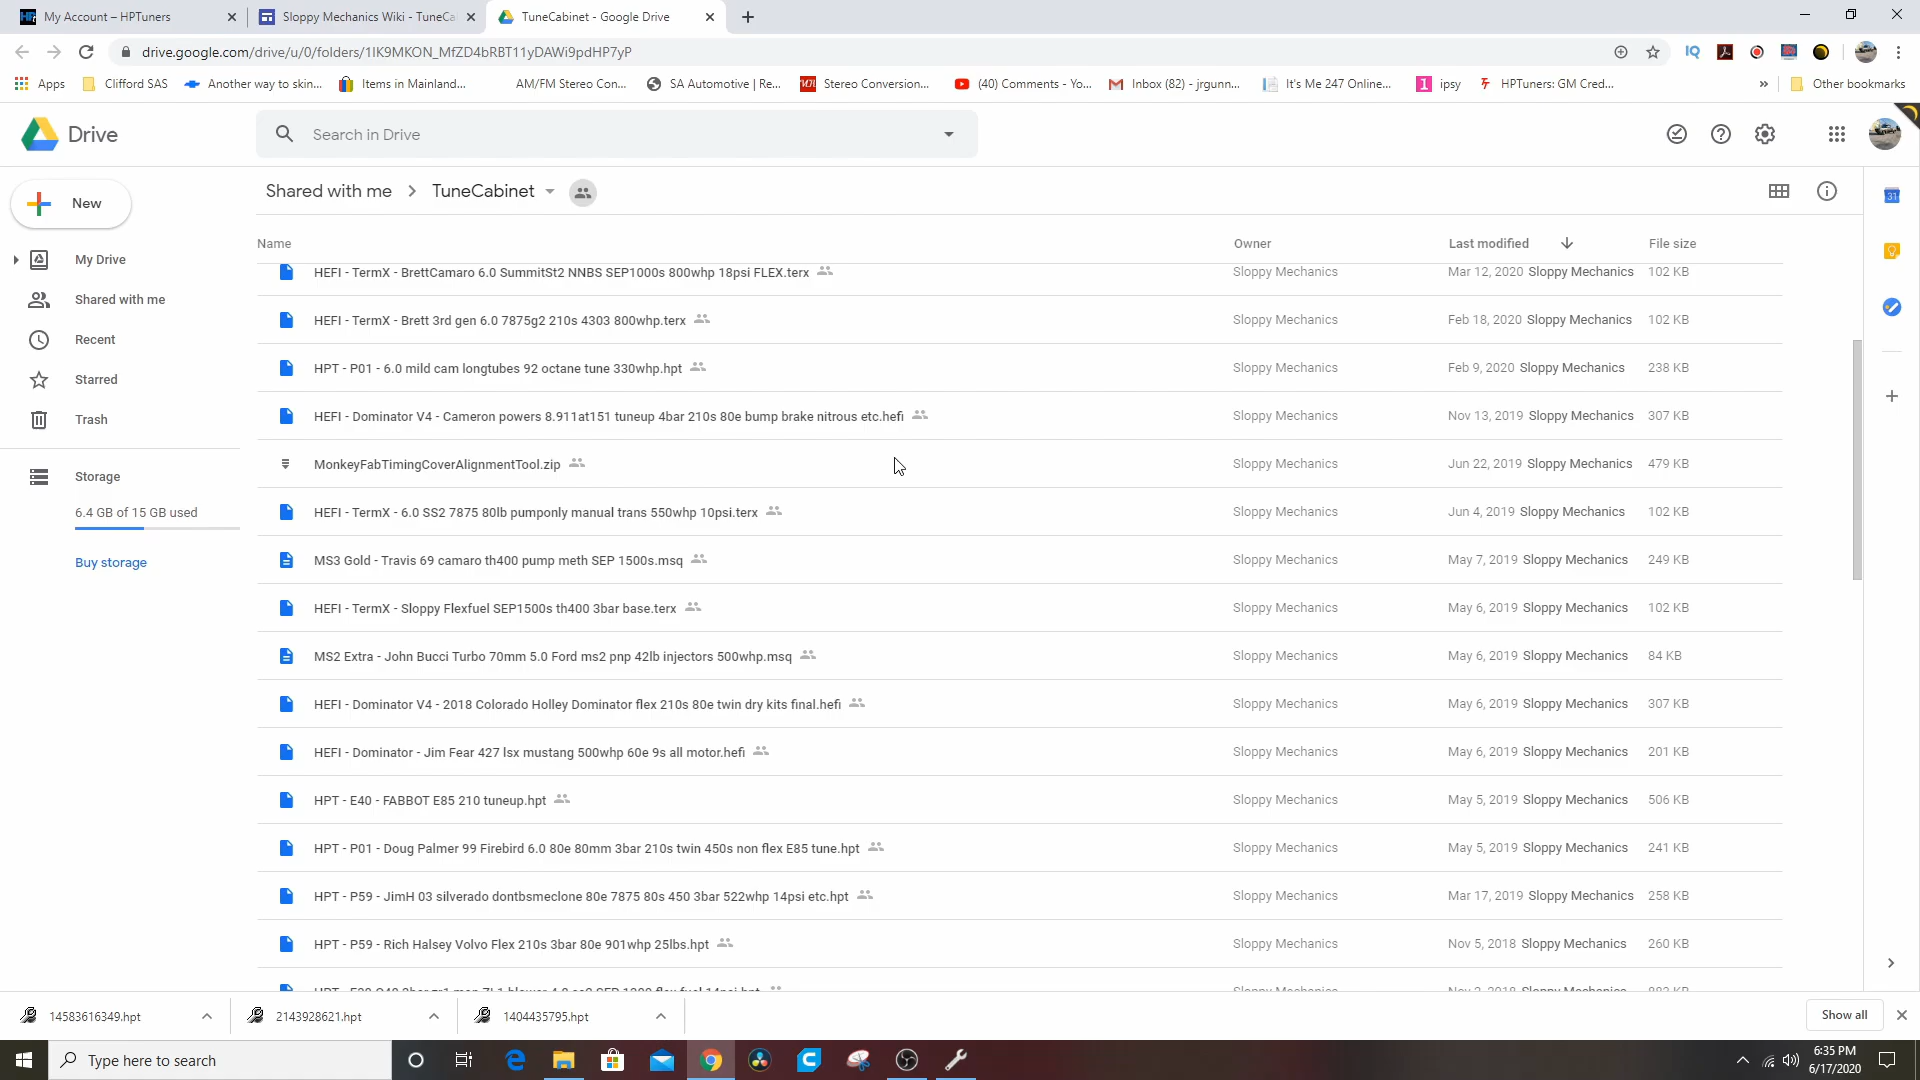 My Account – HPTuners
Sloppy Mechanics Wiki - TuneCa
TuneCabinet - Google Drive
drive.google.com/drive/u/0/folders/1IK9MKON_MfZD4bRBT11yDAWi9pdHP7yP
Apps
Clifford SAS
Another way to skin...
Items in Mainland...
AM/FM Stereo Con...
SA Automotive | Re...
Stereo Conversion...
(40) Comments - Yo...
Inbox (82) - jrgunn...
It's Me 247 Online...
ipsy
HPTuners: GM Cred...
»
Other bookmarks
Drive
Search in Drive
New
My Drive
Shared with me
Recent
Starred
Trash
Storage
6.4 GB of 15 GB used
Buy storage
Shared with me > TuneCabinet
Name Owner Last modified File size
HEFI - TermX - BrettCamaro 6.0 SummitSt2 NNBS SEP1000s 800whp 18psi FLEX.terx Sloppy Mechanics Mar 12, 2020 Sloppy Mechanics 102 KB
HEFI - TermX - Brett 3rd gen 6.0 7875g2 210s 4303 800whp.terx Sloppy Mechanics Feb 18, 2020 Sloppy Mechanics 102 KB
HPT - P01 - 6.0 mild cam longtubes 92 octane tune 330whp.hpt Sloppy Mechanics Feb 9, 2020 Sloppy Mechanics 238 KB
HEFI - Dominator V4 - Cameron powers 8.911at151 tuneup 4bar 210s 80e bump brake nitrous etc.hefi Sloppy Mechanics Nov 13, 2019 Sloppy Mechanics 307 KB
MonkeyFabTimingCoverAlignmentTool.zip Sloppy Mechanics Jun 22, 2019 Sloppy Mechanics 479 KB
HEFI - TermX - 6.0 SS2 7875 80lb pumponly manual trans 550whp 10psi.terx Sloppy Mechanics Jun 4, 2019 Sloppy Mechanics 102 KB
MS3 Gold - Travis 69 camaro th400 pump meth SEP 1500s.msq Sloppy Mechanics May 7, 2019 Sloppy Mechanics 249 KB
HEFI - TermX - Sloppy Flexfuel SEP1500s th400 3bar base.terx Sloppy Mechanics May 6, 2019 Sloppy Mechanics 102 KB
MS2 Extra - John Bucci Turbo 70mm 5.0 Ford ms2 pnp 42lb injectors 500whp.msq Sloppy Mechanics May 6, 2019 Sloppy Mechanics 84 KB
HEFI - Dominator V4 - 2018 Colorado Holley Dominator flex 210s 80e twin dry kits final.hefi Sloppy Mechanics May 6, 2019 Sloppy Mechanics 307 KB
HEFI - Dominator - Jim Fear 427 lsx mustang 500whp 60e 9s all motor.hefi Sloppy Mechanics May 6, 2019 Sloppy Mechanics 201 KB
HPT - E40 - FABBOT E85 210 tuneup.hpt Sloppy Mechanics May 5, 2019 Sloppy Mechanics 506 KB
HPT - P01 - Doug Palmer 99 Firebird 6.0 80e 80mm 3bar 210s twin 450s non flex E85 tune.hpt Sloppy Mechanics May 5, 2019 Sloppy Mechanics 241 KB
HPT - P59 - JimH 03 silverado dontbsmeclone 80e 7875 80s 450 3bar 522whp 14psi etc.hpt Sloppy Mechanics Mar 17, 2019 Sloppy Mechanics 258 KB
HPT - P59 - Rich Halsey Volvo Flex 210s 3bar 80e 901whp 25lbs.hpt Sloppy Mechanics Nov 5, 2018 Sloppy Mechanics 260 KB
14583616349.hpt
2143928621.hpt
1404435795.hpt
Show all
Type here to search
6:35 PM
6/17/2020